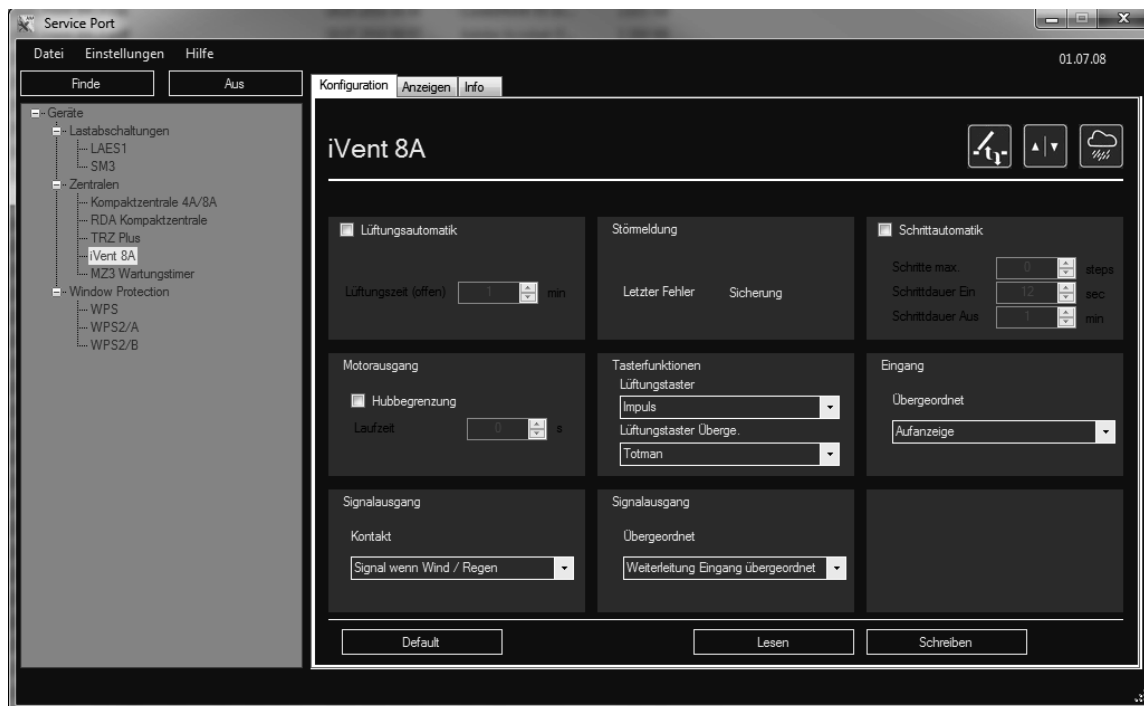 Service Port
Datei Einstellungen Hilfe
01.07.08
Finde Aus
Konfiguration Anzeigen Info
Geräte
Lastabschaltungen
LAES1
SM3
Zentralen
Kompaktzentrale 4A/8A
RDA Kompaktzentrale
TRZ Plus
iVent 8A
MZ3 Wartungstimer
Window Protection
WPS
WPS2/A
WPS2/B
iVent 8A
Lüftungsautomatik
Lüftungszeit (offen) 1 min
Störmeldung
Letzter Fehler Sicherung
Schrittautomatik
Schritte max. 0 steps
Schrittdauer Ein 12 sec
Schrittdauer Aus 1 min
Motorausgang
Hubbegrenzung
Laufzeit 0 s
Tasterfunktionen
Lüftungstaster
Impuls
Lüftungstaster Überge.
Totman
Eingang
Übergeordnet
Aufanzeige
Signalausgang
Kontakt
Signal wenn Wind / Regen
Signalausgang
Übergeordnet
Weiterleitung Eingang übergeordnet
Default Lesen Schreiben